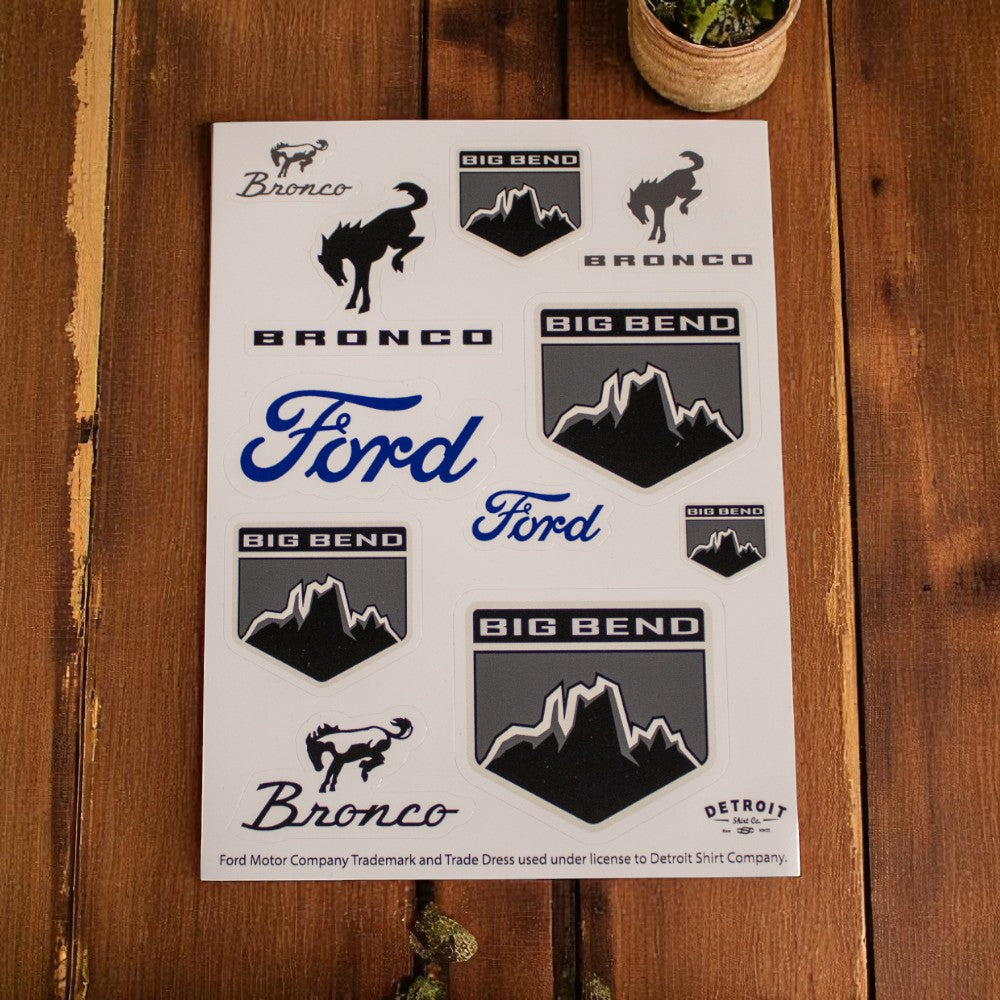 Bronco
BIG BEND
BRONCO
BRONCO
BIG BEND
Ford
Ford
BIG BEND
BIG BEND
BIG BEND
Bronco
DETROIT
Shirt Co.
Ford Motor Company Trademark and Trade Dress used under license to Detroit Shirt Company.